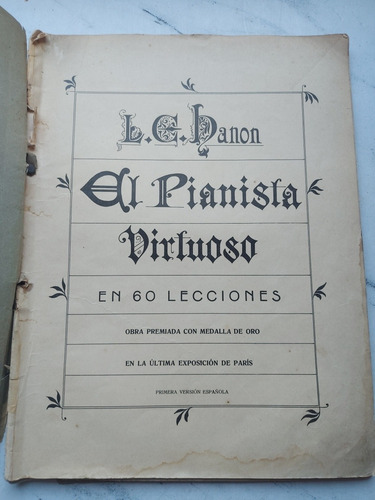 L. C. Hanon
El Pianista
Virtuoso
EN 60 LECCIONES
OBRA PREMIADA CON MEDALLA DE ORO
EN LA ÚLTIMA EXPOSICIÓN DE PARÍS
PRIMERA VERSIÓN ESPAÑOLA